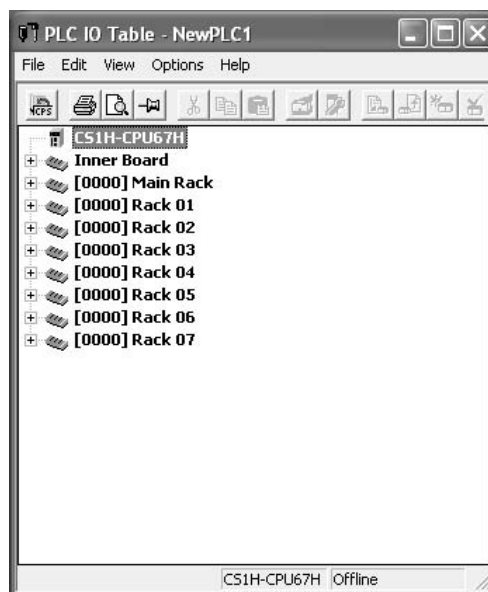 PLC IO Table - NewPLC1
File Edit View Options Help
CPS
CS1H-CPU67H
Inner Board
[0000] Main Rack
[0000] Rack 01
[0000] Rack 02
[0000] Rack 03
[0000] Rack 04
[0000] Rack 05
[0000] Rack 06
[0000] Rack 07
CS1H-CPU67H Offline